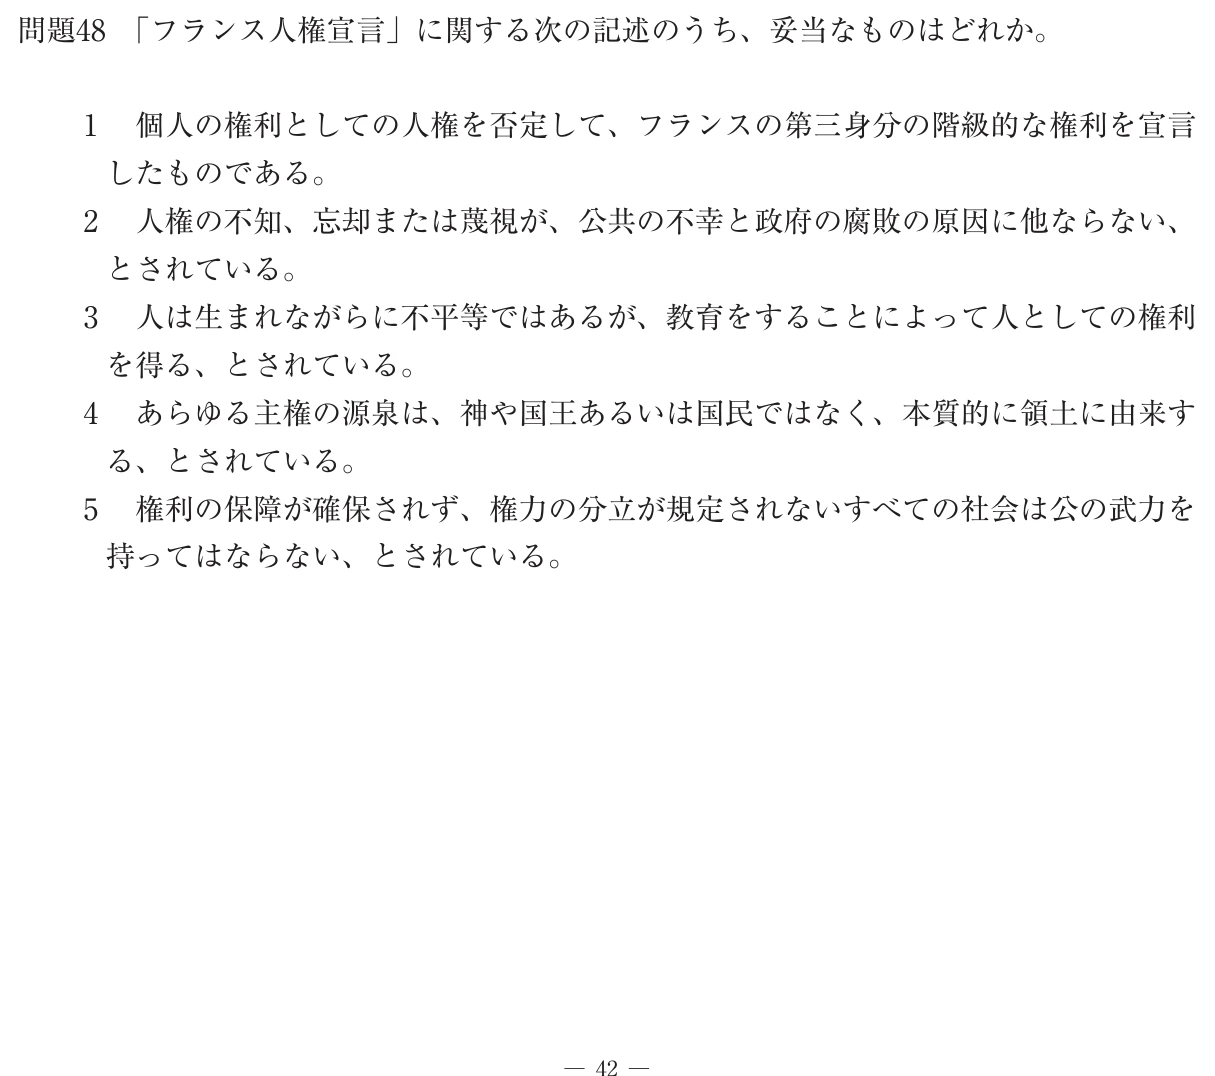 問題48 「フランス人権宣言」に関する次の記述のうち、妥当なものはどれか。
1 個人の権利としての人権を否定して、フランスの第三身分の階級的な権利を宣言
したものである。
2 人権の不知、忘却または蔑視が、公共の不幸と政府の腐敗の原因に他ならない、
とされている。
3 人は生まれながらに不平等ではあるが、教育をすることによって人としての権利
を得る、とされている。
4 あらゆる主権の源泉は、神や国王あるいは国民ではなく、本質的に領土に由来す
る、とされている。
5 権利の保障が確保されず、権力の分立が規定されないすべての社会は公の武力を
持ってはならない、とされている。
— 42 —